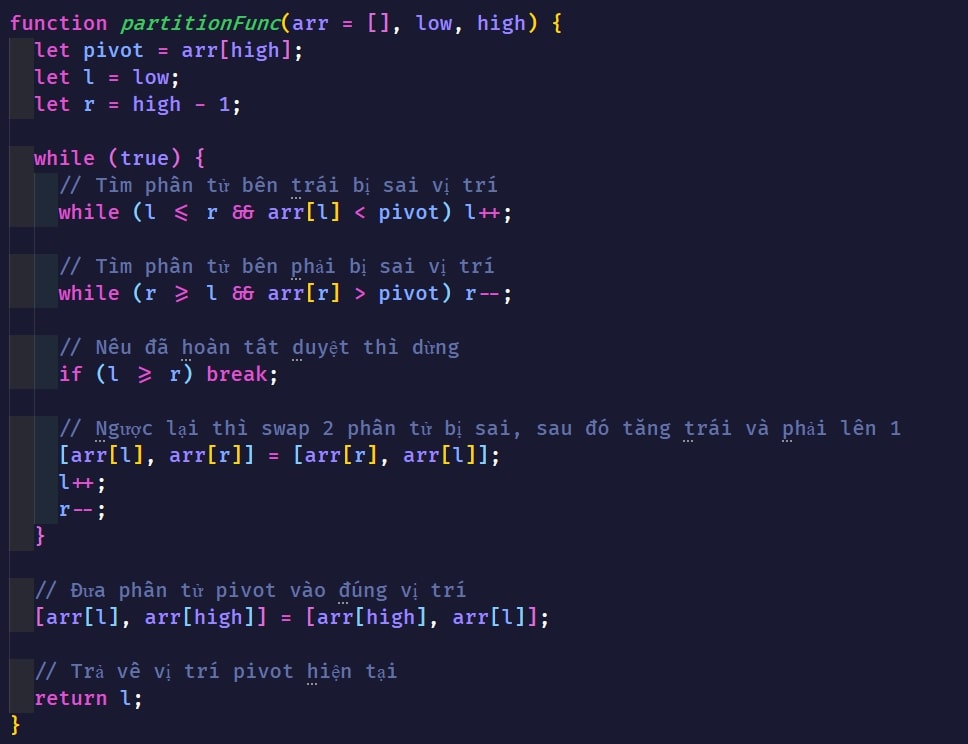 function partitionFunc(arr = [], low, high) {
  let pivot = arr[high];
  let l = low;
  let r = high - 1;

  while (true) {
    // Tìm phân tử bên trái bị sai vị trí
    while (l <= r && arr[l] < pivot) l++;

    // Tìm phân tử bên phải bị sai vị trí
    while (r >= l && arr[r] > pivot) r--;

    // Nếu đã hoàn tất duyệt thì dừng
    if (l >= r) break;

    // Ngược lại thì swap 2 phân tử bị sai, sau đó tăng trái và phải lên 1
    [arr[l], arr[r]] = [arr[r], arr[l]];
    l++;
    r--;
  }

  // Đưa phân tử pivot vào đúng vị trí
  [arr[l], arr[high]] = [arr[high], arr[l]];

  // Trả về vị trí pivot hiện tại
  return l;
}